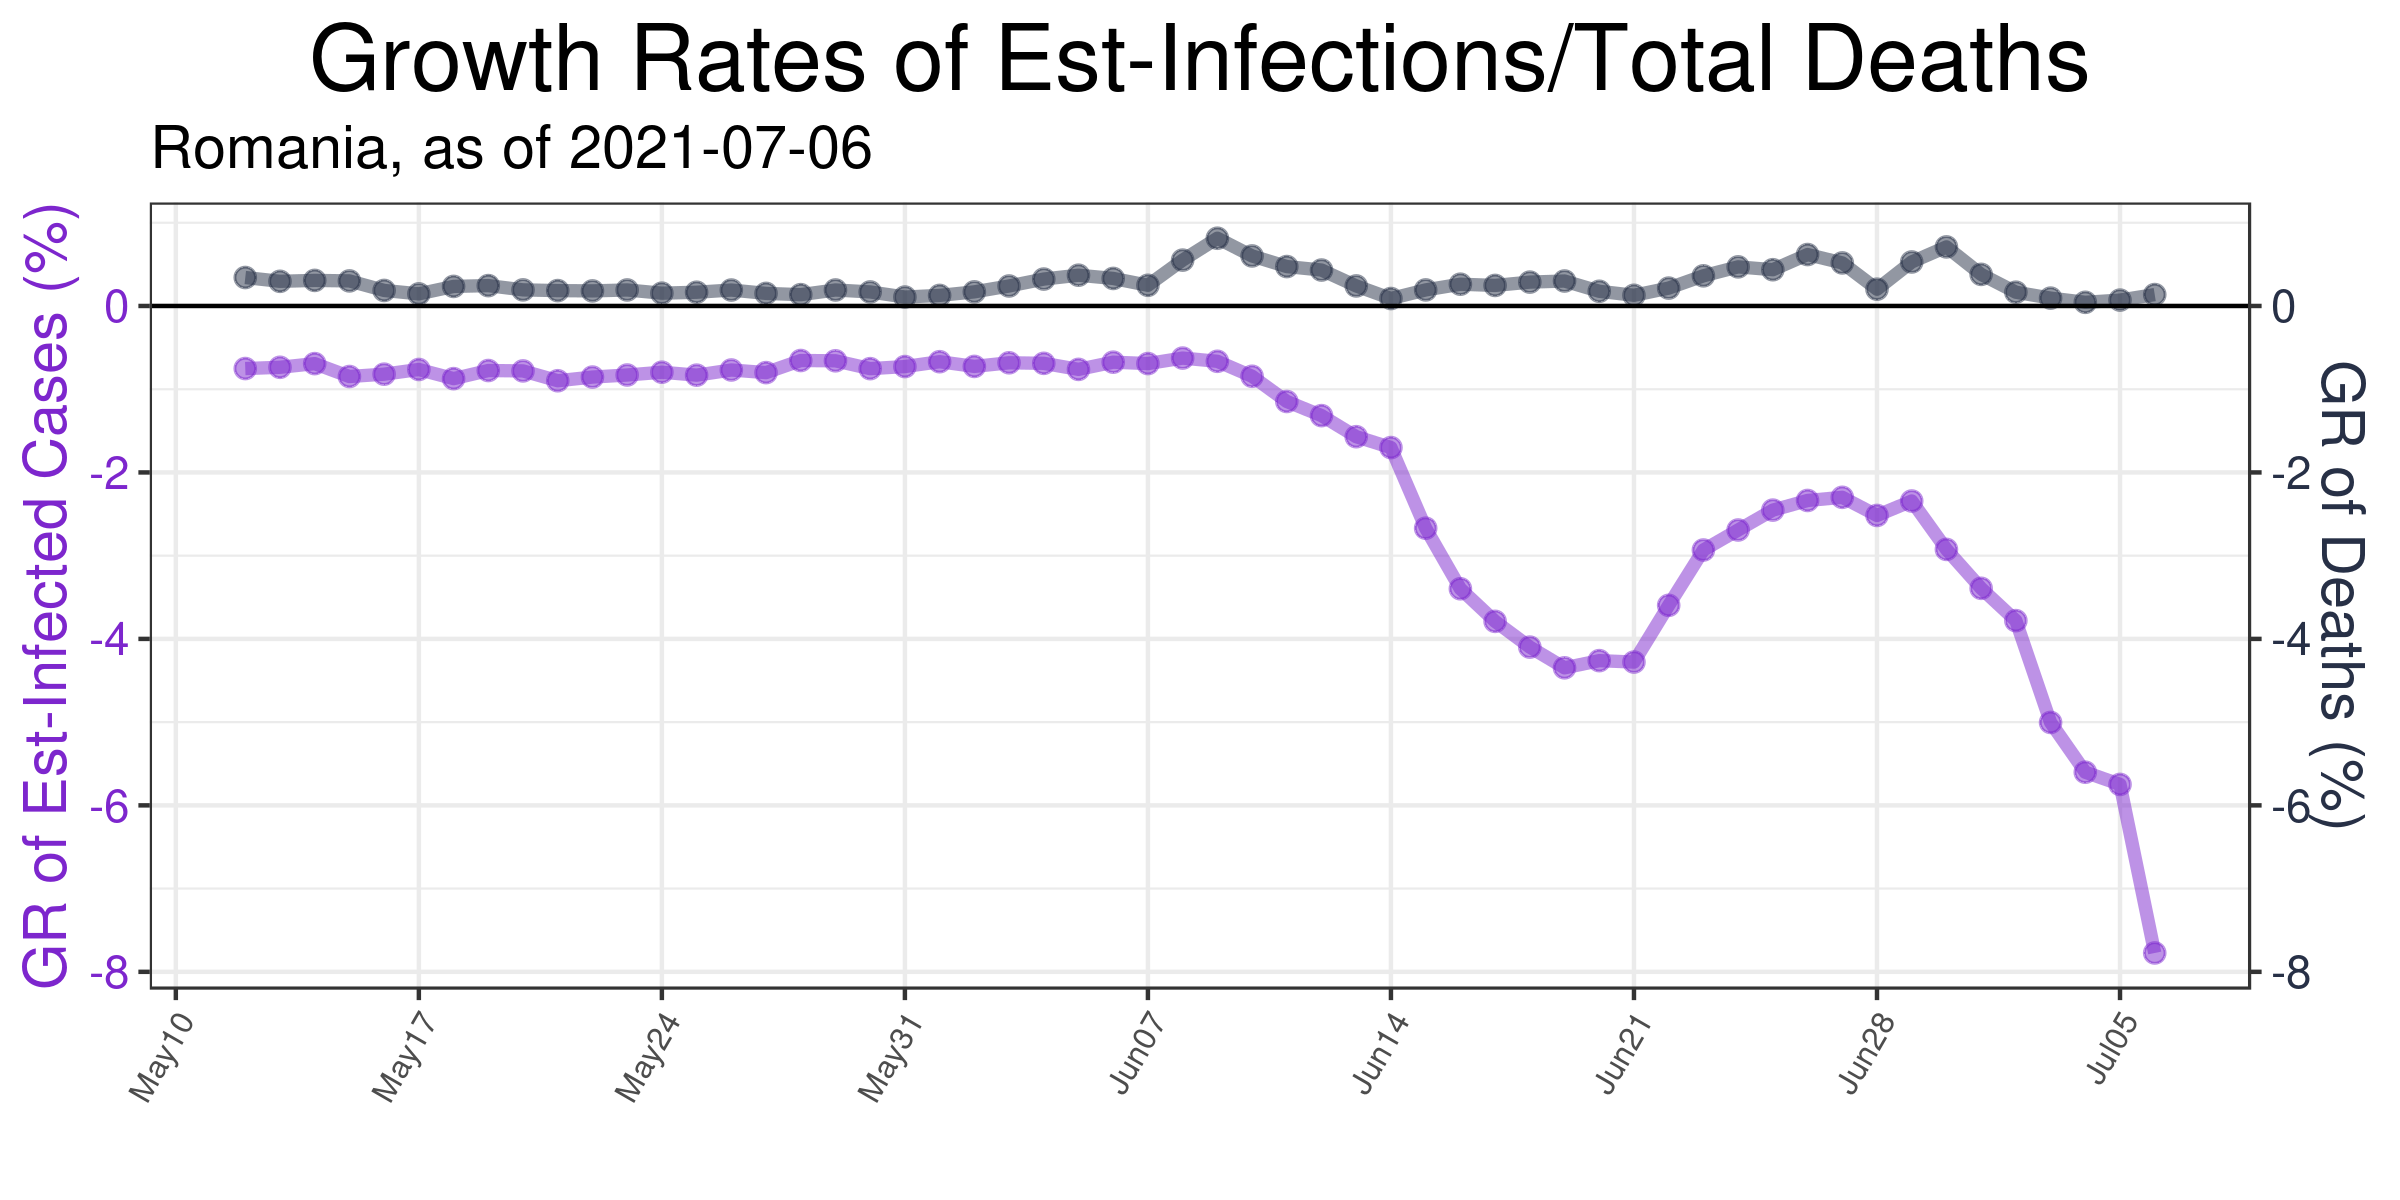 Growth Rates of Est-Infections/Total Deaths
Romania, as of 2021-07-06
GR of Est-Infected Cases (%)
0
-2
-4
-6
-8
0
-2
-4
-6
-8
GR of Deaths (%)
May10
May17
May24
May31
Jun07
Jun14
Jun21
Jun28
Jul05